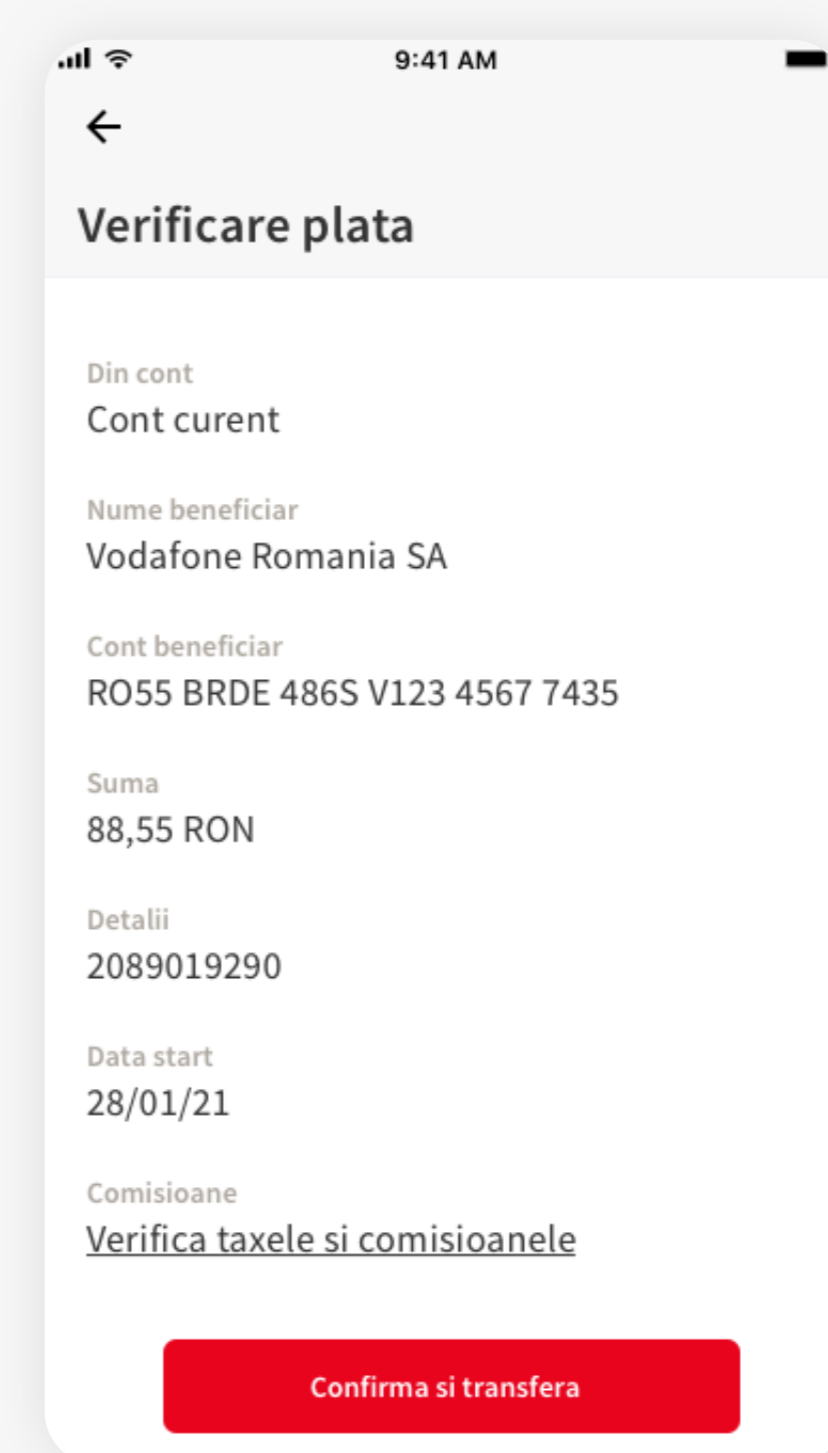 9:41 AM
Verificare plata
Din cont
Cont curent
Nume beneficiar
Vodafone Romania SA
Cont beneficiar
RO55 BRDE 486S V123 4567 7435
Suma
88,55 RON
Detalii
2089019290
Data start
28/01/21
Comisioane
Verifica taxele si comisioanele
Confirma si transfera